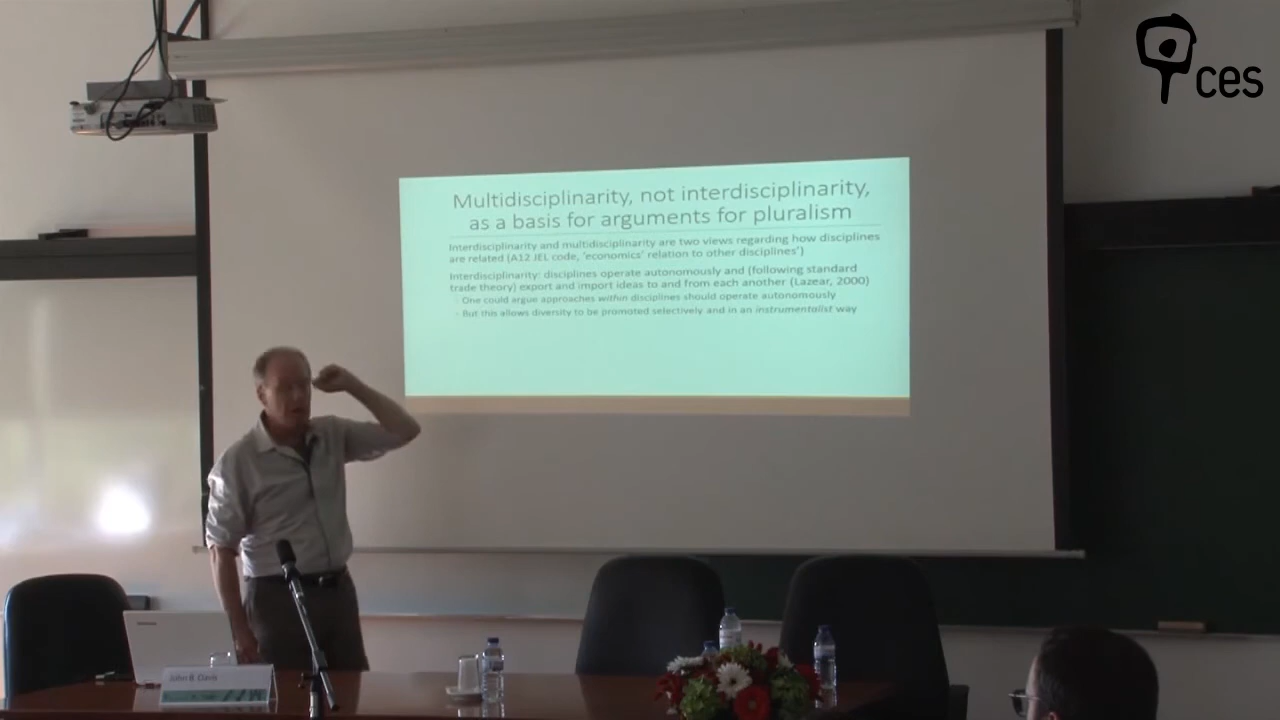 ces
Multidisciplinarity, not interdisciplinarity,
as a basis for arguments for pluralism
Interdisciplinarity and multidisciplinarity are two views regarding how disciplines
are related (A12 JEL code, ‘economics’ relation to other disciplines’)
Interdisciplinarity: disciplines operate autonomously and (following standard
trade theory) export and import ideas to and from each another (Lazear, 2000)
One could argue approaches within disciplines should operate autonomously
But this allows diversity to be promoted selectively and in an instrumentalist way
John B. Davis